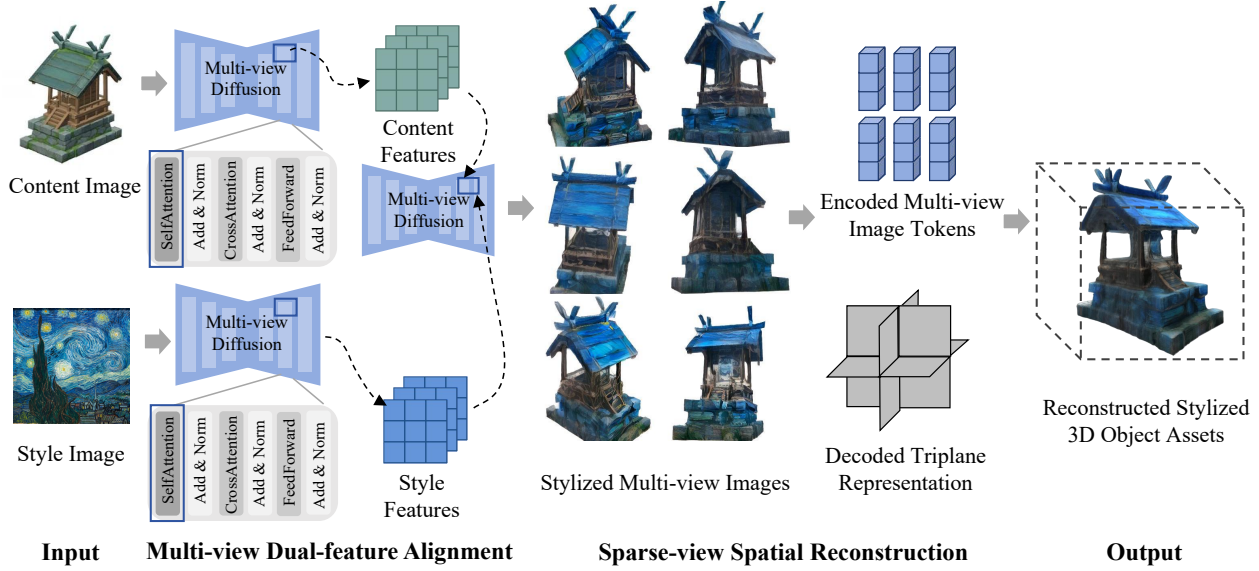 Multi-view
Diffusion
Content
Features
Content Image
SelfAttention
Add & Norm
CrossAttention
Add & Norm
FeedForward
Add & Norm
Multi-view
Diffusion
Multi-view
Diffusion
Style Image
SelfAttention
Add & Norm
CrossAttention
Add & Norm
FeedForward
Add & Norm
Style
Features
Stylized Multi-view Images
Encoded Multi-view
Image Tokens
Decoded Triplane
Representation
Reconstructed Stylized
3D Object Assets
Input
Multi-view Dual-feature Alignment
Sparse-view Spatial Reconstruction
Output